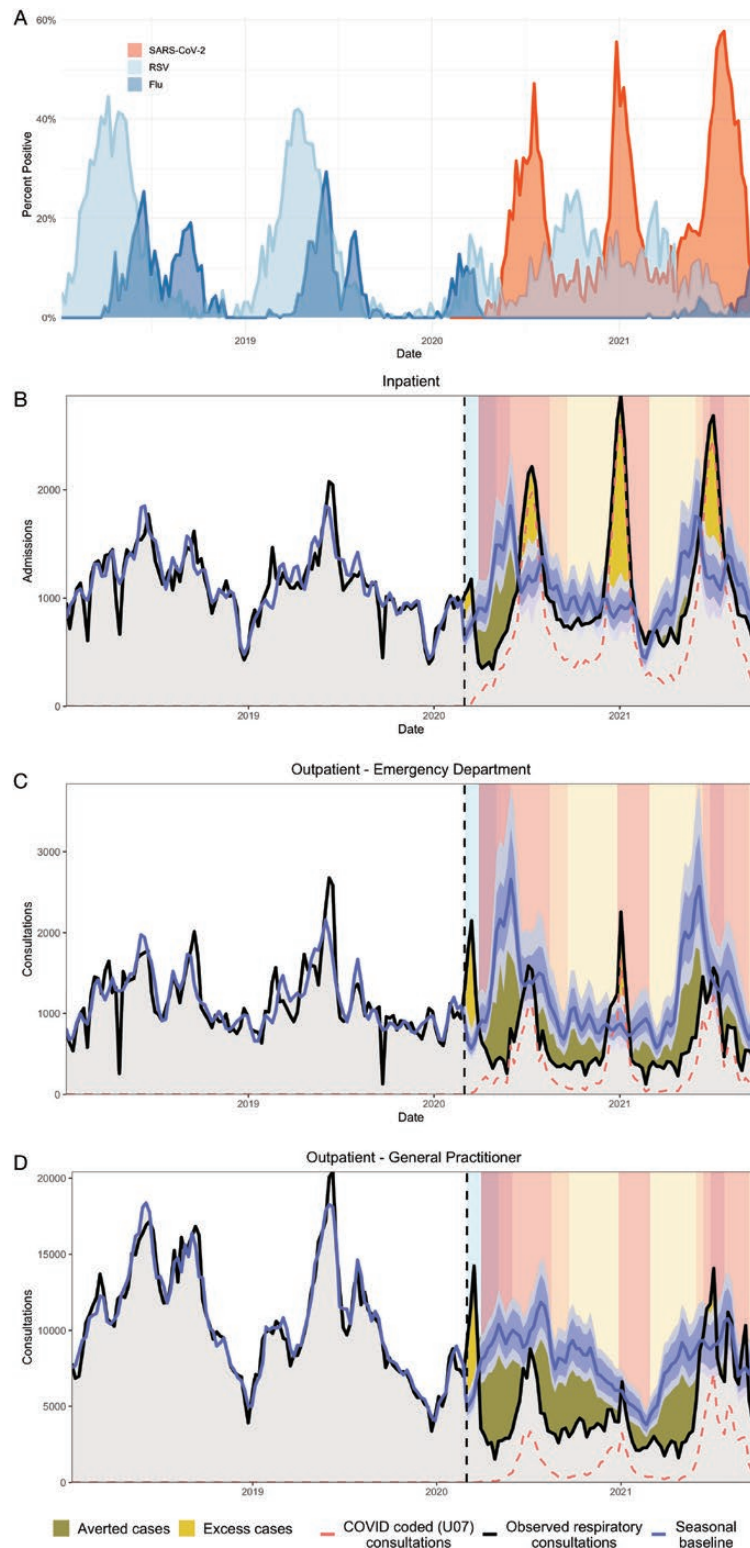 A
60%
SARS-CoV-2
RSV
Flu
40%
Percent Positive
20%
0%
2019
2020
2021
Date
Inpatient
B
2000
Admissions
1000
0
2019
2020
2021
Date
Outpatient - Emergency Department
C
3000
Consultations
2000
1000
0
2019
2020
2021
Date
Outpatient - General Practitioner
D
20000
15000
Consultations
10000
5000
0
2019
2020
2021
Averted cases
Excess cases
COVID coded (U07) consultations
Observed respiratory consultations
Seasonal baseline